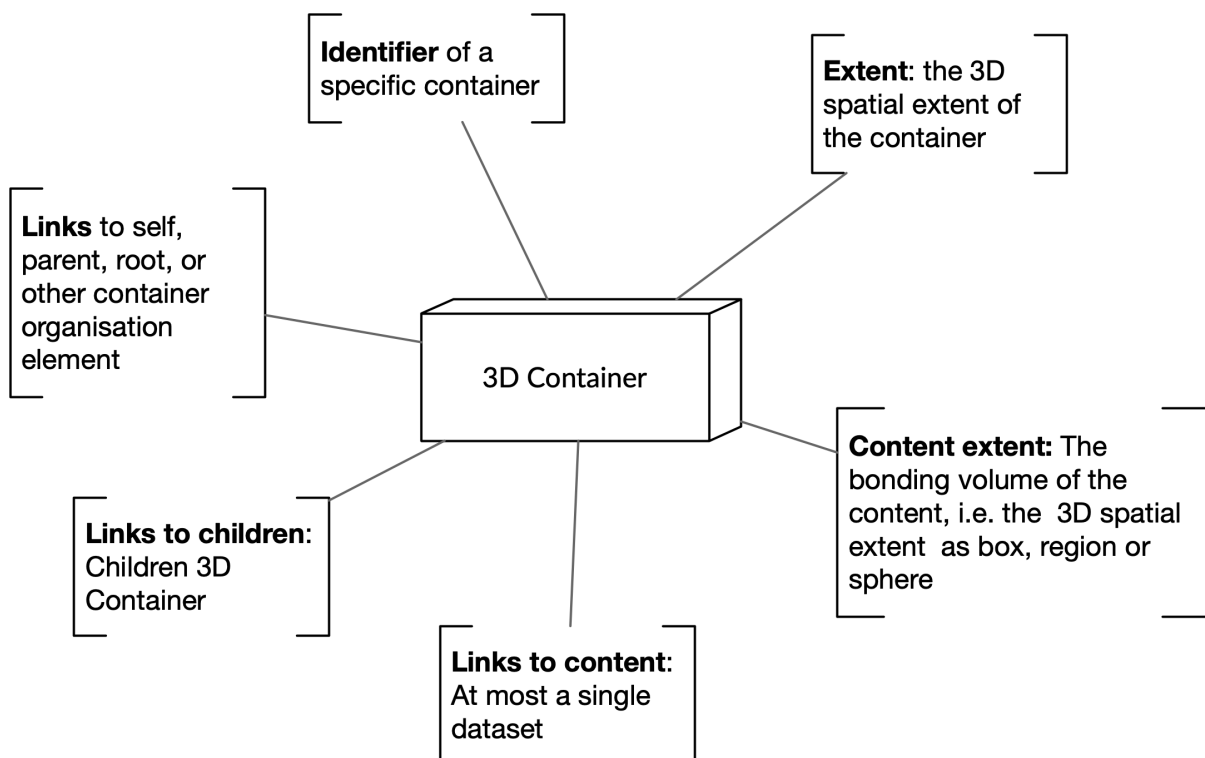 Identifier of a
specific container
Extent: the 3D
spatial extent of
the container
Links to self,
parent, root, or
other container
organisation
element
3D Container
Content extent: The
bonding volume of the
content, i.e. the  3D spatial
extent  as box, region or
sphere
Links to children:
Children 3D
Container
Links to content:
At most a single
dataset